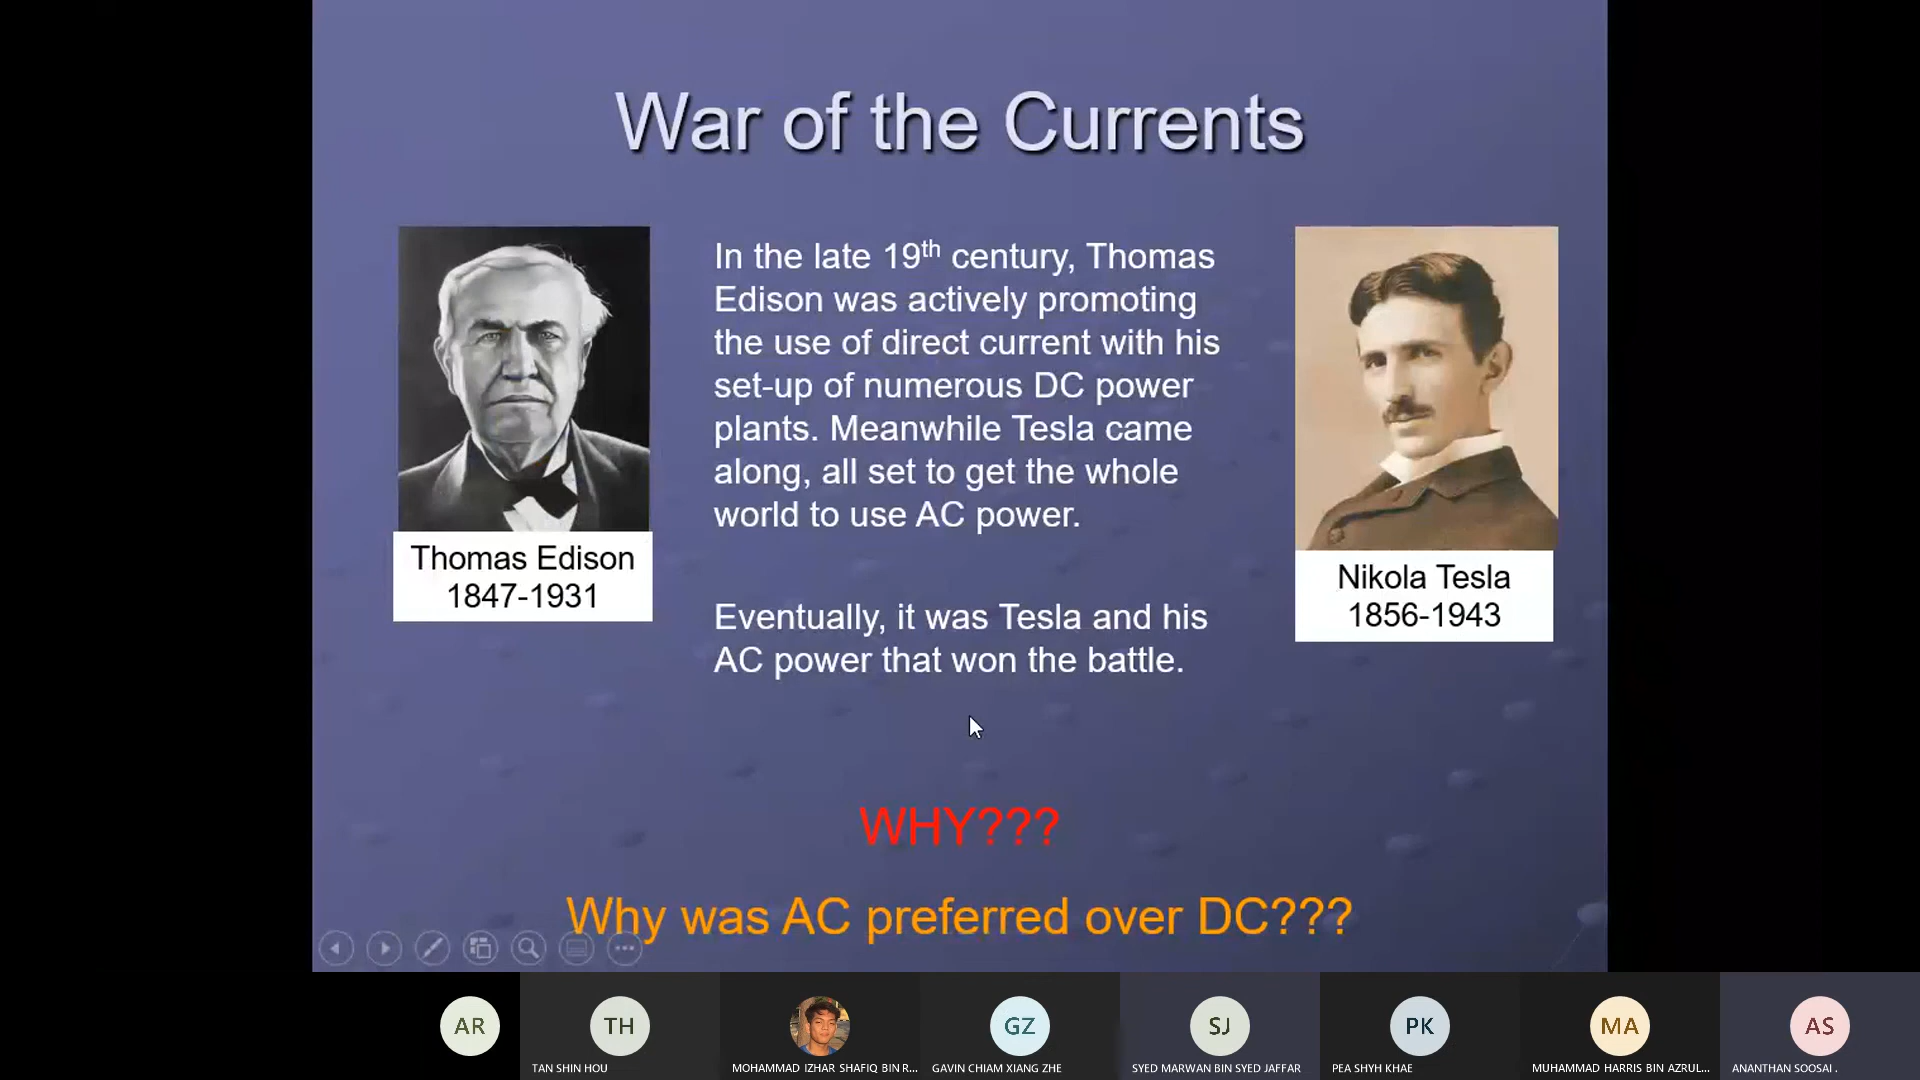 War of the Currents
In the late 19th century, Thomas
Edison was actively promoting
the use of direct current with his
set-up of numerous DC power
plants. Meanwhile Tesla came
along, all set to get the whole
world to use AC power.
Thomas Edison
1847-1931
Nikola Tesla
1856-1943
Eventually, it was Tesla and his
AC power that won the battle.
WHY???
Why was AC preferred over DC???
AR
TH
GZ
SJ
PK
MA
AS
TAN SHIN HOU
MOHAMMAD IZHAR SHAFIQ BIN R...
GAVIN CHIAM XIANG ZHE
SYED MARWAN BIN SYED JAFFAR
PEA SHYH KHAE
MUHAMMAD HARRIS BIN AZRUL...
ANANTHAN SOOSAI .